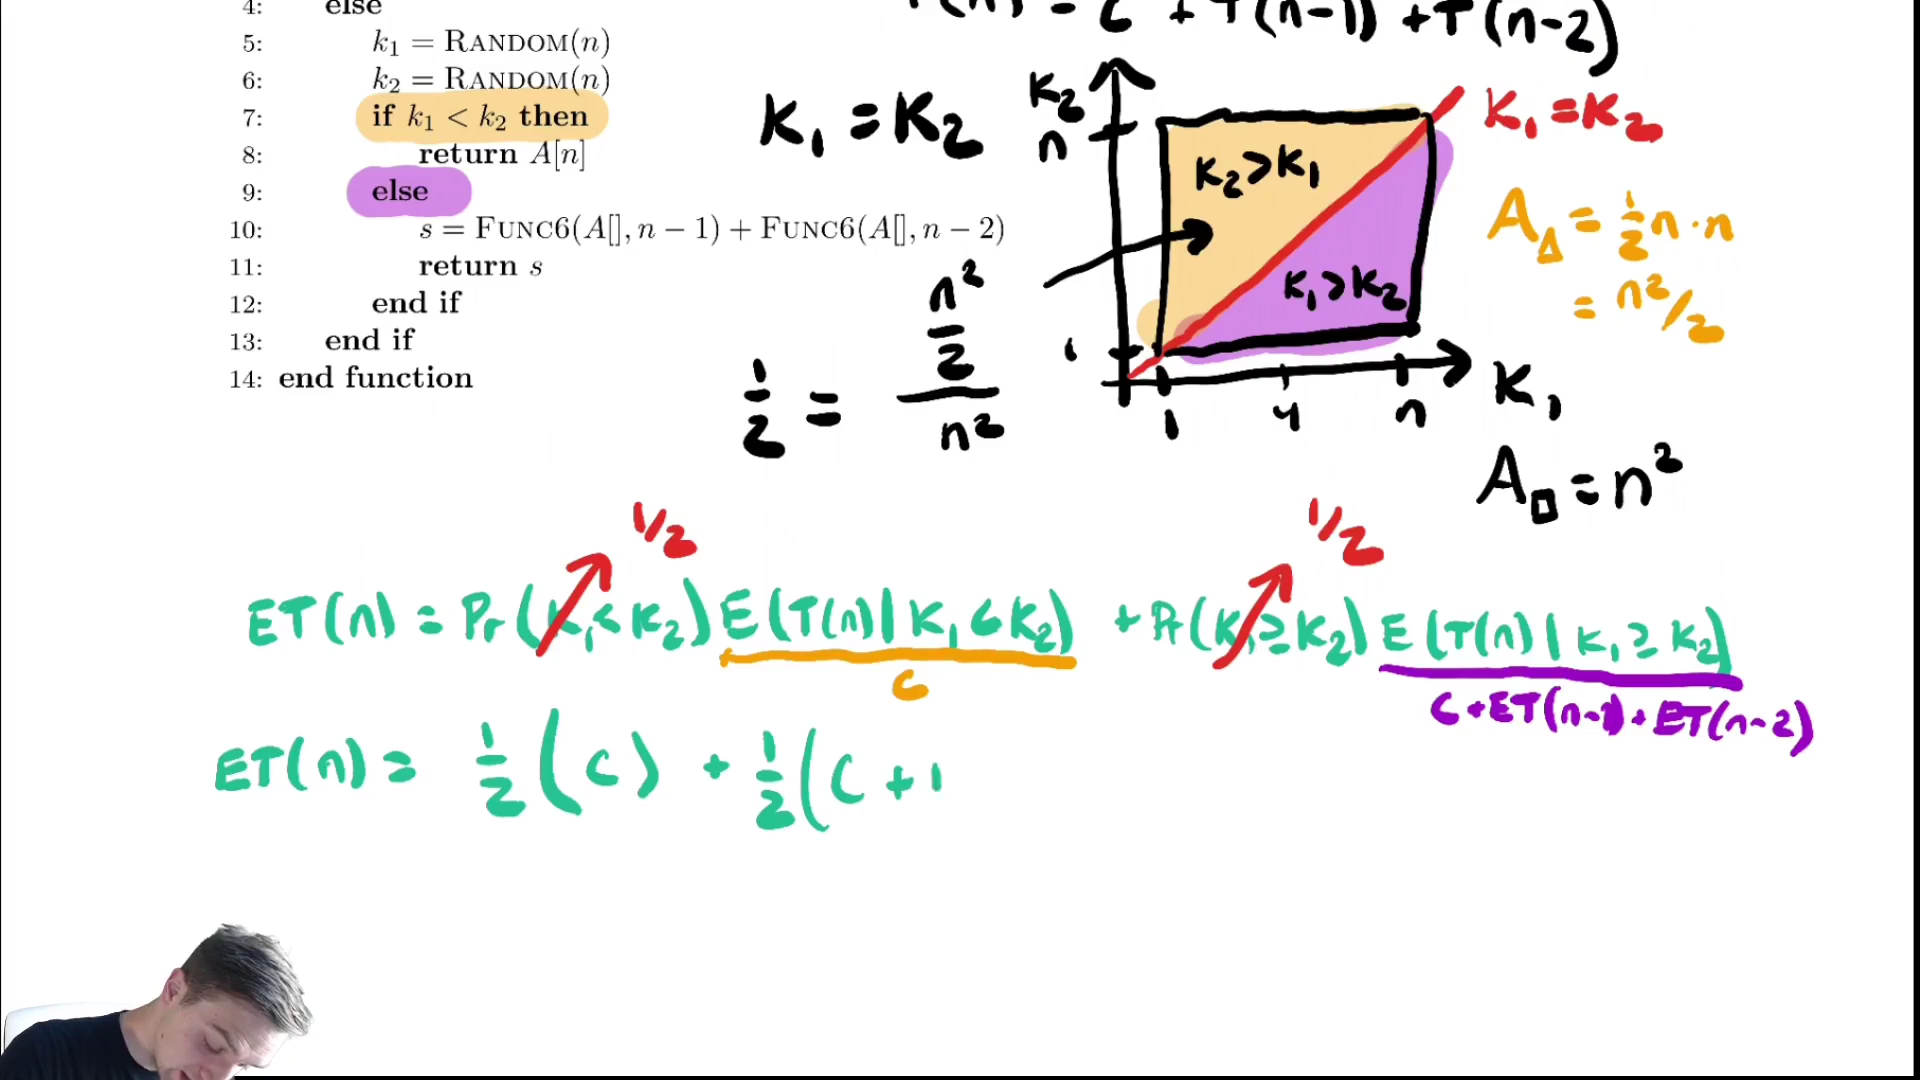 4: else
5: k₁ = RANDOM(n)
6: k₂ = RANDOM(n)
7: if k₁ < k₂ then
8: return A[n]
9: else
10: s = FUNC6(A[], n − 1) + FUNC6(A[], n − 2)
11: return s
12: end if
13: end if
14: end function
T(n) = C + T(n-1) + T(n-2)
K₁ = K₂
K₂
n
K₁ = K₂
K₂ > K₁
K₁ > K₂
1
1 4 n
K₁
A△ = 1/2 n · n
= n²/2
A□ = n²
1/2 = (n²/2)/n²
1/2
1/2
ET(n) = Pr(K₁ < K₂) E(T(n) | K₁ < K₂) + Pr(K₁ ≥ K₂) E(T(n) | K₁ ≥ K₂)
C
C + ET(n-1) + ET(n-2)
ET(n) = 1/2 (C) + 1/2 (C +